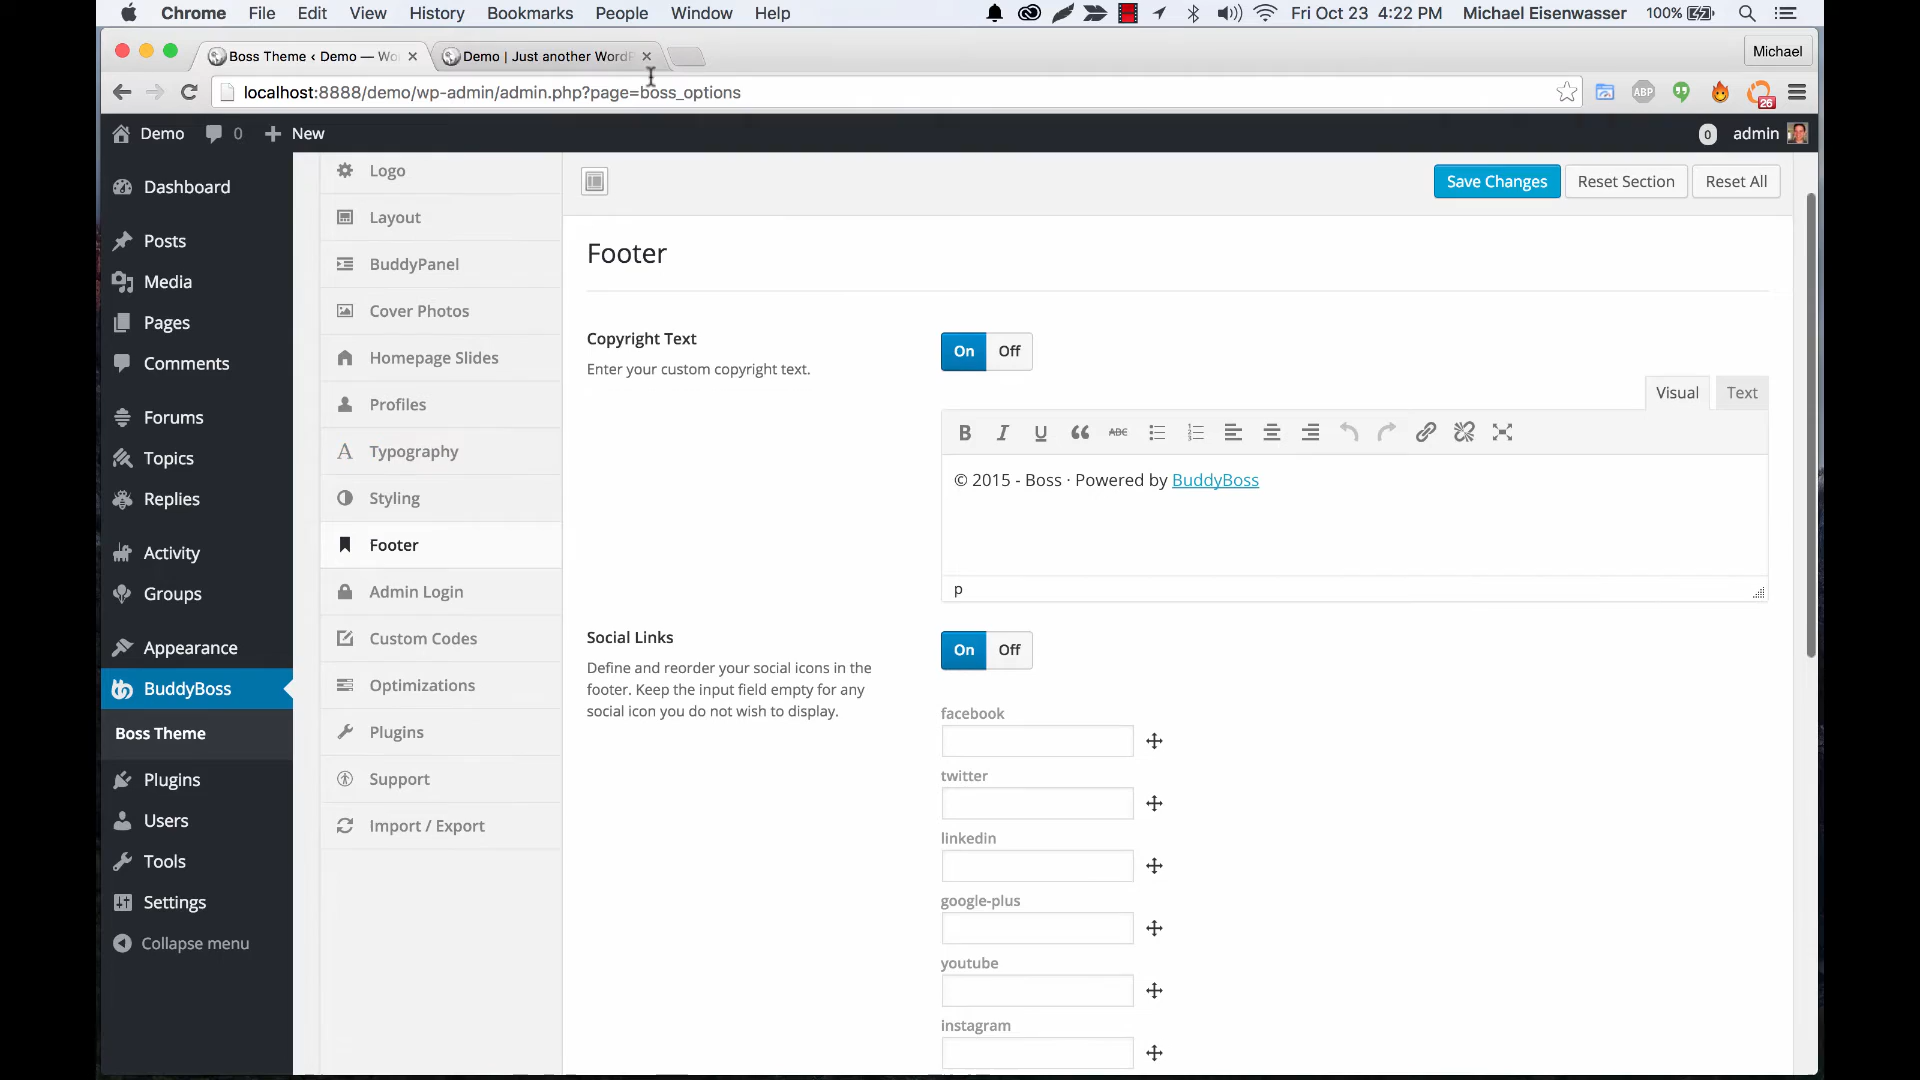 Chrome File Edit View History Bookmarks People Window Help Fri Oct 23 4:22 PM Michael Eisenwasser 100%
Boss Theme ‹ Demo — Wo
Demo | Just another WordP
Michael
localhost:8888/demo/wp-admin/admin.php?page=boss_options
ABP
26
Demo 0 New 0 admin
Dashboard
Posts
Media
Pages
Comments
Forums
Topics
Replies
Activity
Groups
Appearance
BuddyBoss
Boss Theme
Plugins
Users
Tools
Settings
Collapse menu
Logo
Layout
BuddyPanel
Cover Photos
Homepage Slides
Profiles
Typography
Styling
Footer
Admin Login
Custom Codes
Optimizations
Plugins
Support
Import / Export
Save Changes Reset Section Reset All
Footer
Copyright Text
Enter your custom copyright text.
On Off
Visual Text
B I U ABC
© 2015 - Boss · Powered by BuddyBoss
p
Social Links
Define and reorder your social icons in the
footer. Keep the input field empty for any
social icon you do not wish to display.
On Off
facebook
twitter
linkedin
google-plus
youtube
instagram